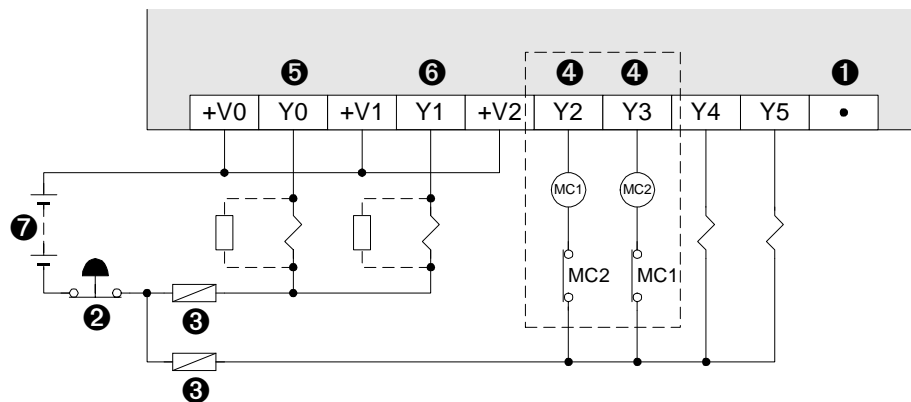 ❺ ❻ ❹ ❹ ❶
+V0 Y0 +V1 Y1 +V2 Y2 Y3 Y4 Y5 •
MC1 MC2
❼
MC2 MC1
❷ ❸
❸